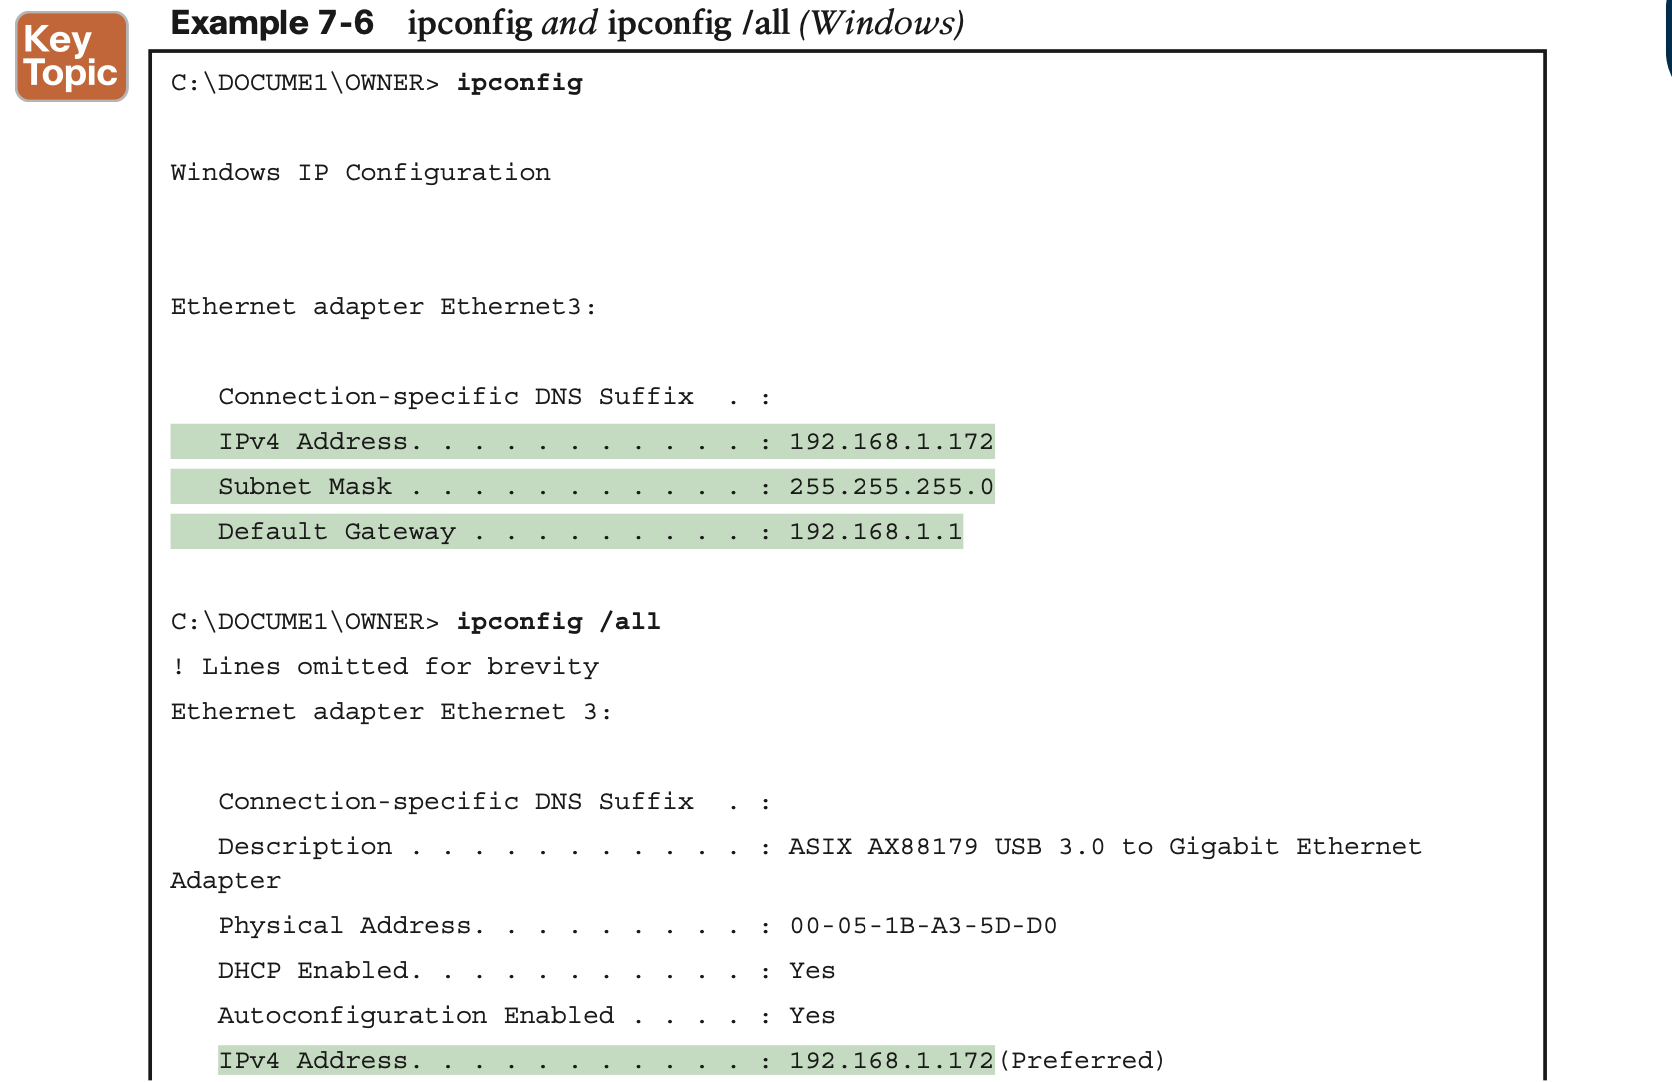 Key
Topic
Example 7-6 ipconfig and ipconfig /all (Windows)
C:\DOCUME1\OWNER> ipconfig
Windows IP Configuration
Ethernet adapter Ethernet3:
Connection-specific DNS Suffix . :
IPv4 Address. . . . . . . . . . . : 192.168.1.172
Subnet Mask . . . . . . . . . . . : 255.255.255.0
Default Gateway . . . . . . . . . : 192.168.1.1
C:\DOCUME1\OWNER> ipconfig /all
! Lines omitted for brevity
Ethernet adapter Ethernet 3:
Connection-specific DNS Suffix . :
Description . . . . . . . . . . . : ASIX AX88179 USB 3.0 to Gigabit Ethernet
Adapter
Physical Address. . . . . . . . . : 00-05-1B-A3-5D-D0
DHCP Enabled. . . . . . . . . . . : Yes
Autoconfiguration Enabled . . . . : Yes
IPv4 Address. . . . . . . . . . . : 192.168.1.172(Preferred)